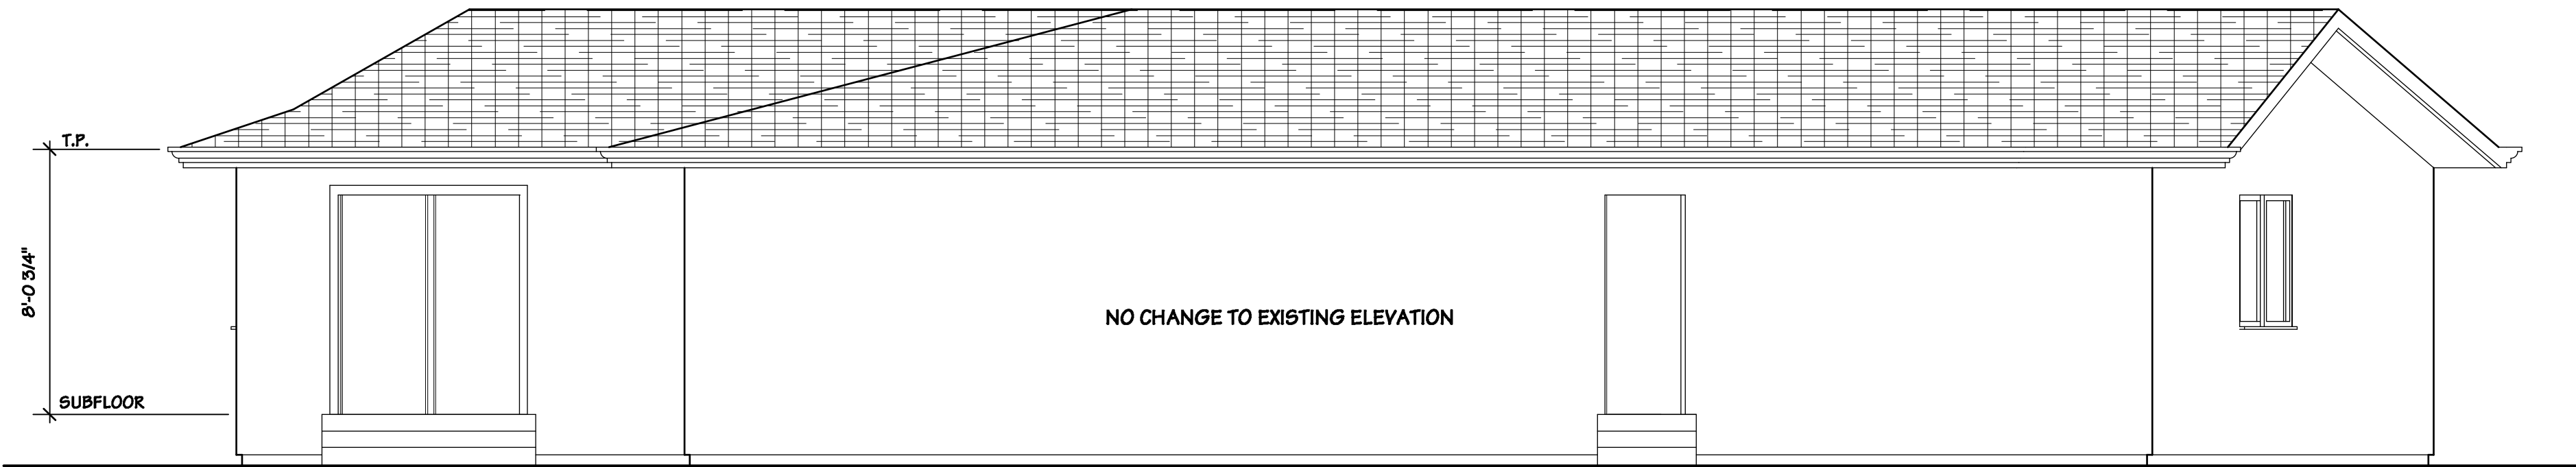 T.P.
8'-0 3/4"
NO CHANGE TO EXISTING ELEVATION
SUBFLOOR